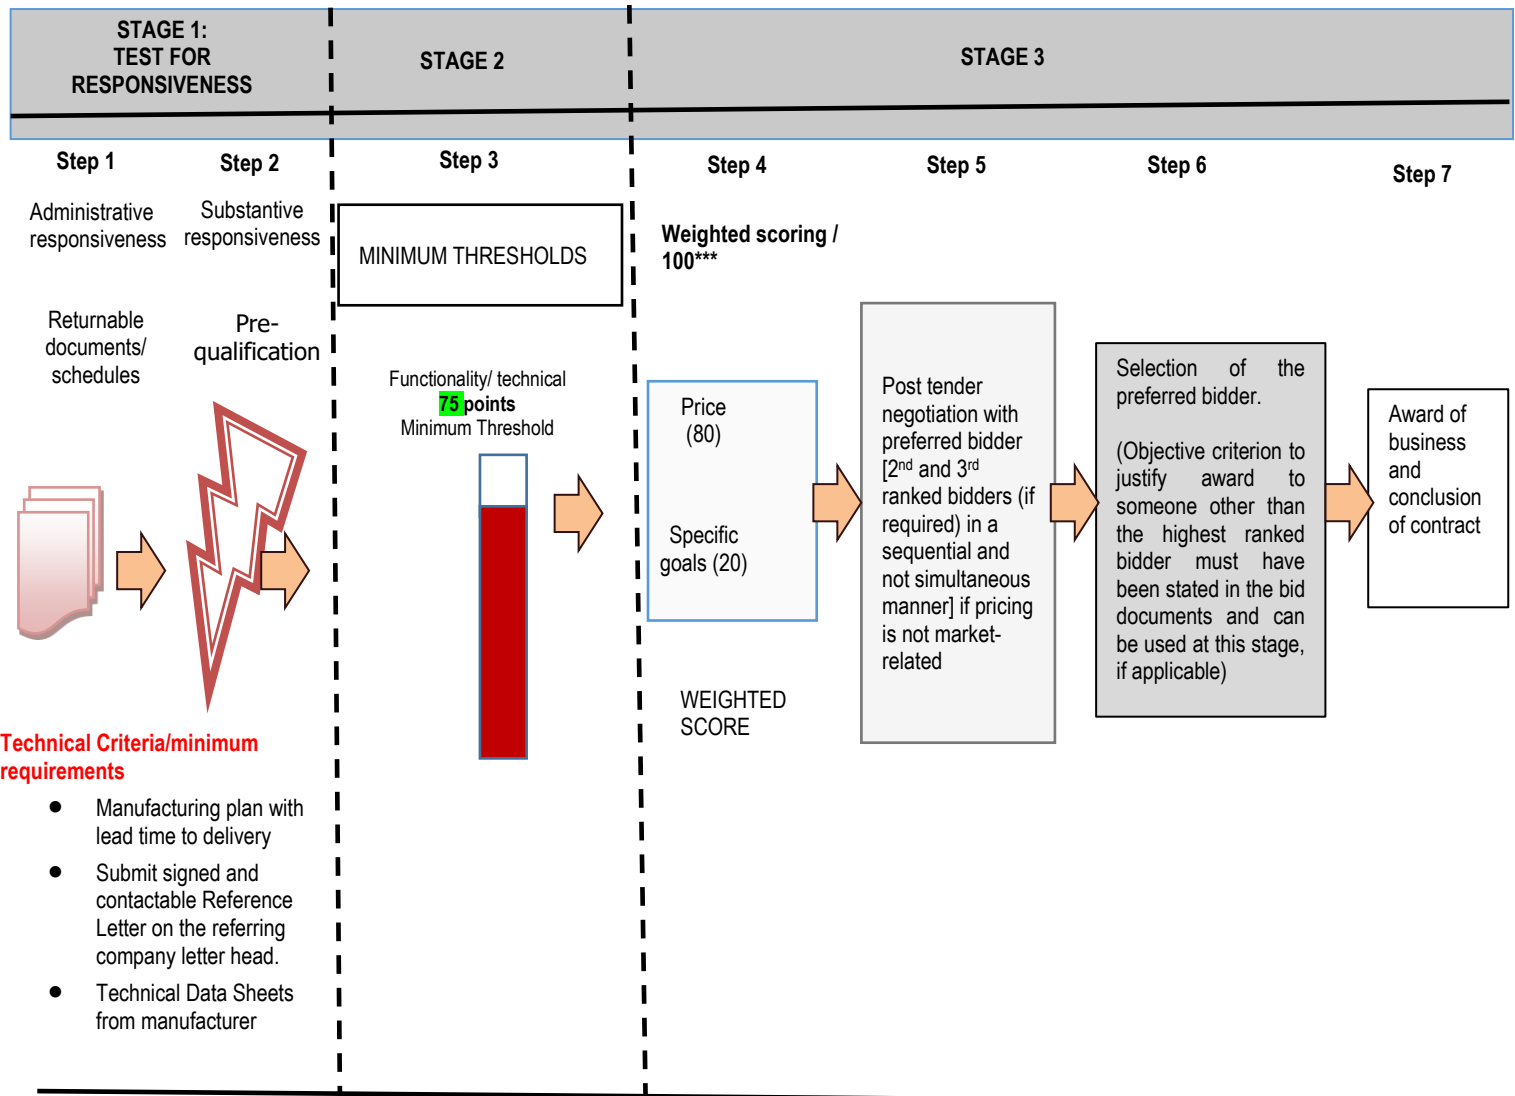 STAGE 1:
TEST FOR
RESPONSIVENESS
STAGE 2
STAGE 3
Step 1
Step 2
Step 3
Step 4
Step 5
Step 6
Step 7
Administrative
responsiveness
Substantive
responsiveness
MINIMUM THRESHOLDS
Weighted scoring /
100***
Returnable
documents/
schedules
Pre-
qualification
Functionality/ technical
75 points
Minimum Threshold
Price
(80)
Specific
goals (20)
WEIGHTED
SCORE
Post tender
negotiation with
preferred bidder
[2nd and 3rd
ranked bidders (if
required) in a
sequential and
not simultaneous
manner] if pricing
is not market-
related
Selection of the
preferred bidder.
(Objective criterion to
justify award to
someone other than
the highest ranked
bidder must have
been stated in the bid
documents and can
be used at this stage,
if applicable)
Award of
business
and
conclusion
of contract
Technical Criteria/minimum
requirements
● Manufacturing plan with
lead time to delivery
● Submit signed and
contactable Reference
Letter on the referring
company letter head.
● Technical Data Sheets
from manufacturer